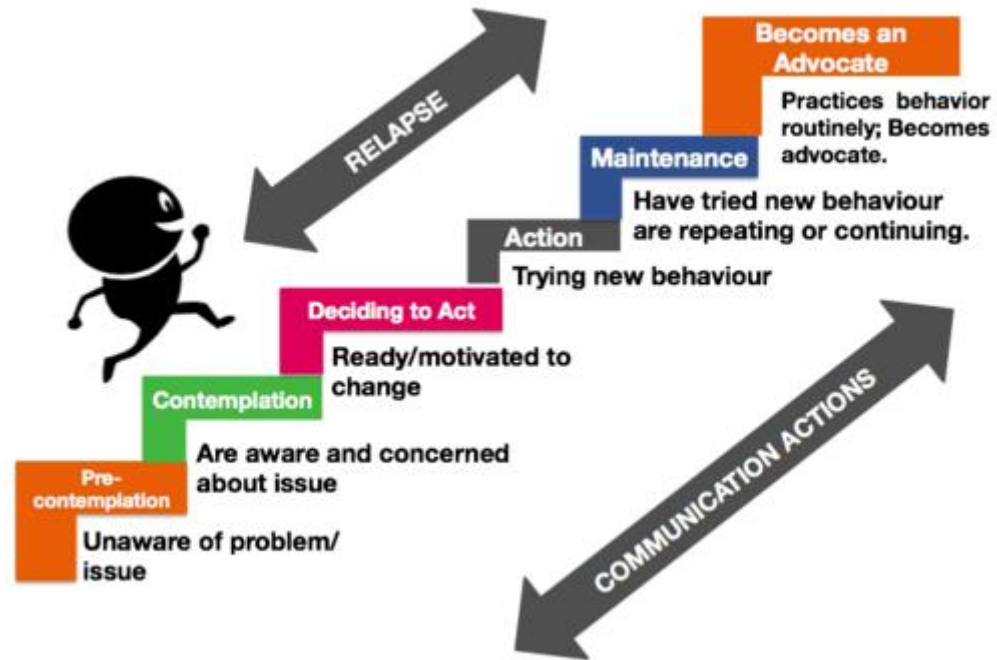 Becomes an
Advocate
Practices behavior
routinely; Becomes
advocate.
RELAPSE
Maintenance
Have tried new behaviour
are repeating or continuing.
Action
Trying new behaviour
Deciding to Act
Ready/motivated to
change
Contemplation
Are aware and concerned
about issue
Pre-
contemplation
Unaware of problem/
issue
COMMUNICATION ACTIONS